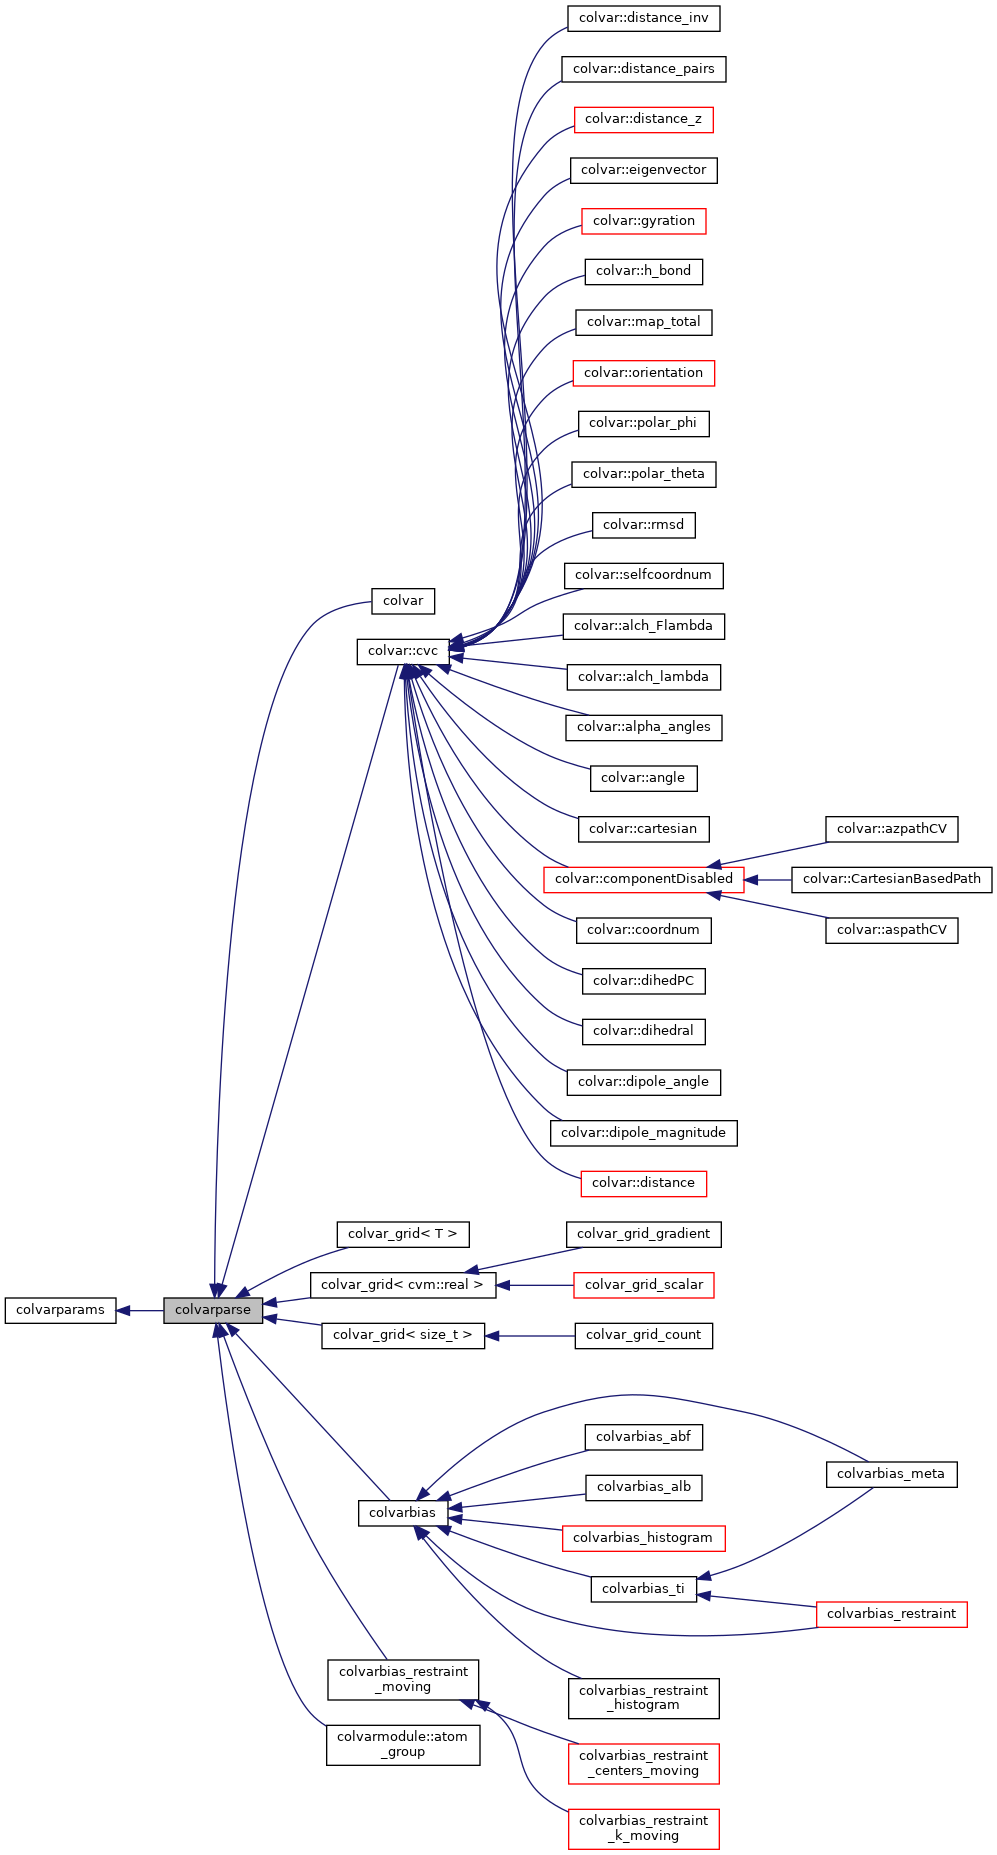 colvar::distance_inv
colvar::distance_pairs
colvar::distance_z
colvar::eigenvector
colvar::gyration
colvar::h_bond
colvar::map_total
colvar::orientation
colvar::polar_phi
colvar::polar_theta
colvar::rmsd
colvar::selfcoordnum
colvar
colvar::alch_Flambda
colvar::cvc
colvar::alch_lambda
colvar::alpha_angles
colvar::angle
colvar::cartesian
colvar::azpathCV
colvar::componentDisabled
colvar::CartesianBasedPath
colvar::coordnum
colvar::aspathCV
colvar::dihedPC
colvar::dihedral
colvar::dipole_angle
colvar::dipole_magnitude
colvar::distance
colvar_grid< T >
colvar_grid_gradient
colvar_grid< cvm::real >
colvar_grid_scalar
colvarparams
colvarparse
colvar_grid< size_t >
colvar_grid_count
colvarbias_abf
colvarbias_meta
colvarbias_alb
colvarbias
colvarbias_histogram
colvarbias_ti
colvarbias_restraint
colvarbias_restraint
_moving
colvarbias_restraint
_histogram
colvarmodule::atom
_group
colvarbias_restraint
_centers_moving
colvarbias_restraint
_k_moving